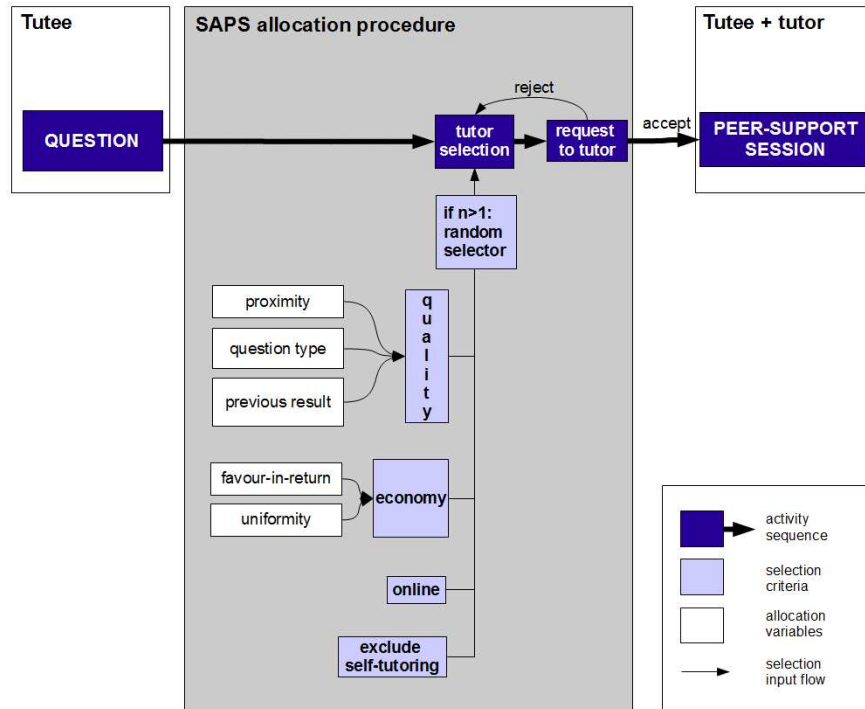 Tutee
SAPS allocation procedure
Tutee + tutor
reject
accept
QUESTION
tutor
selection
request
to tutor
PEER-SUPPORT
SESSION
if n>1:
random
selector
proximity
question type
previous result
q
u
a
l
i
t
y
favour-in-return
uniformity
economy
online
exclude
self-tutoring
activity
sequence
selection
criteria
allocation
variables
selection
input flow